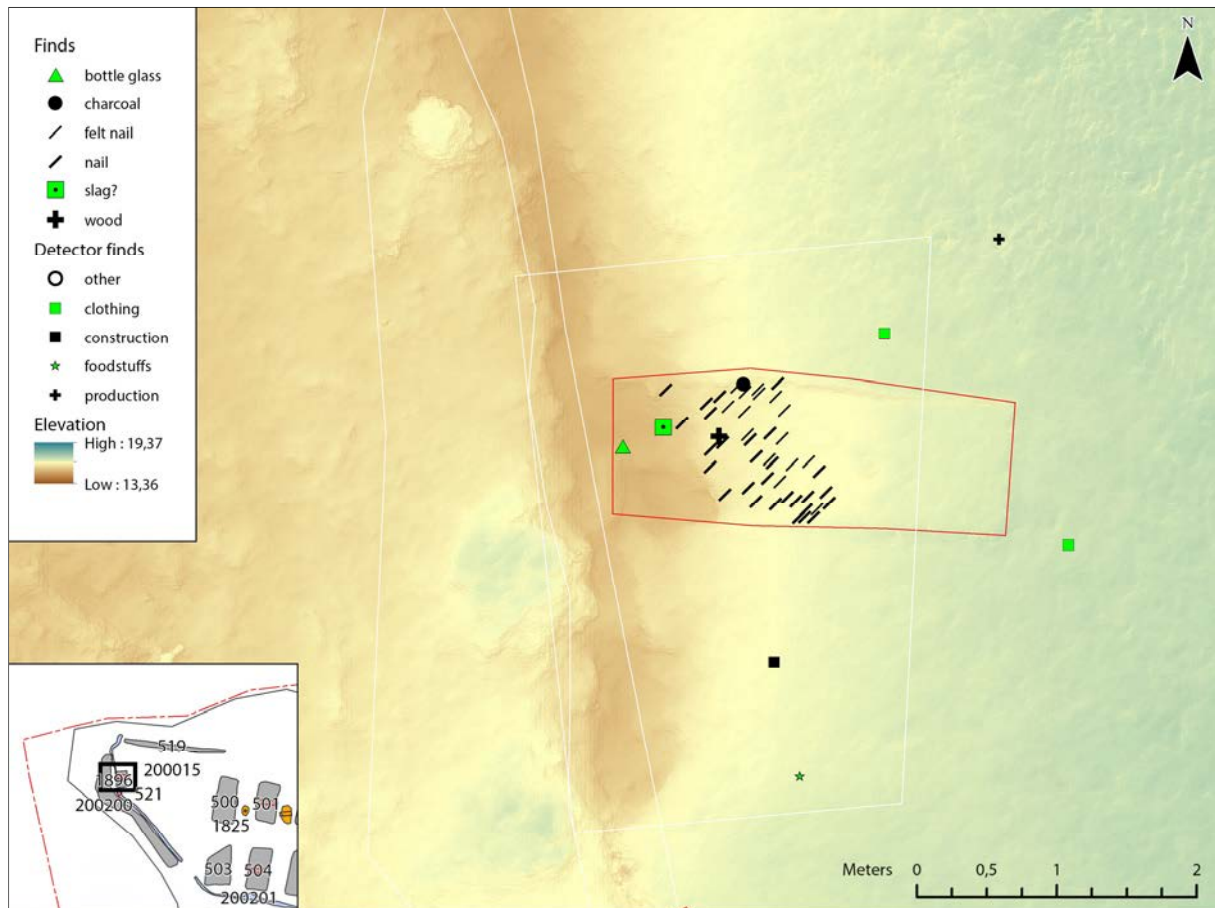 Finds
bottle glass
charcoal
felt nail
nail
slag?
wood
Detector finds
other
clothing
construction
foodstuffs
production
Elevation
High : 19,37
Low : 13,36
N
519
200015
1896
521
200200
500
501
1825
503
504
200201
Meters 0 0,5 1 2